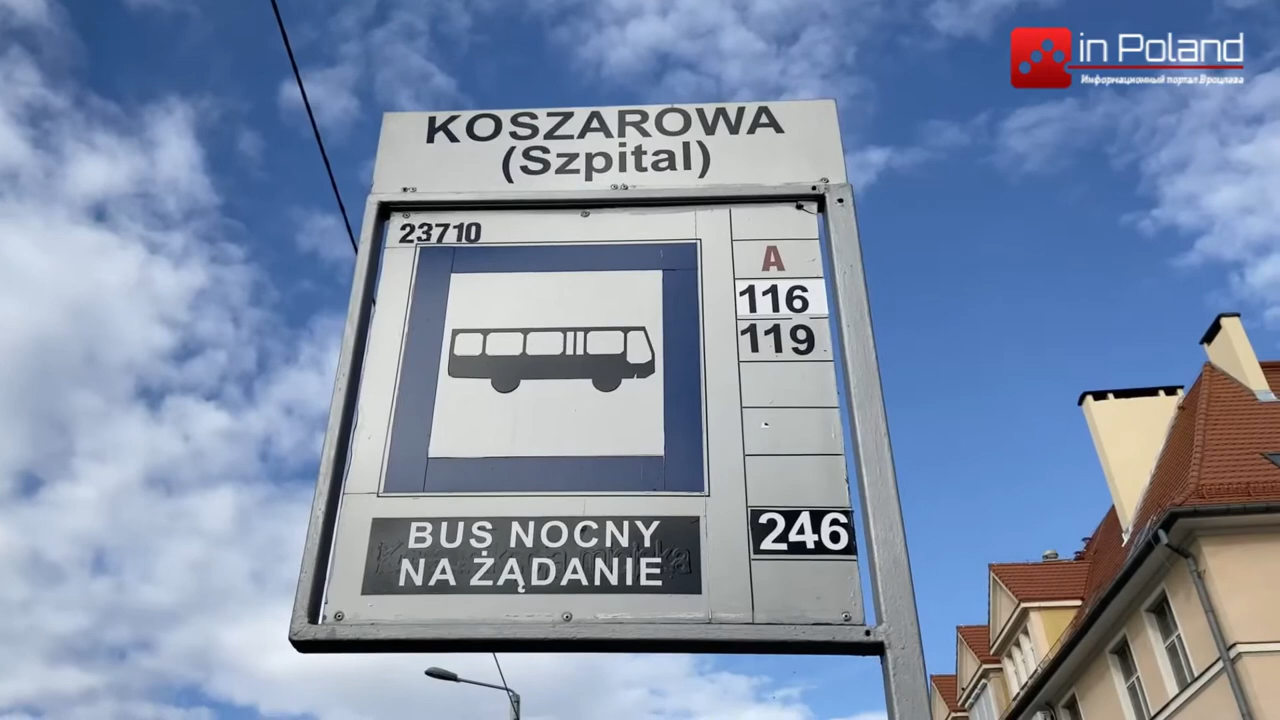 in Poland
Информационный портал Вроцлава
KOSZAROWA
(Szpital)
23710
A
116
119
246
BUS NOCNY
NA ŻĄDANIE